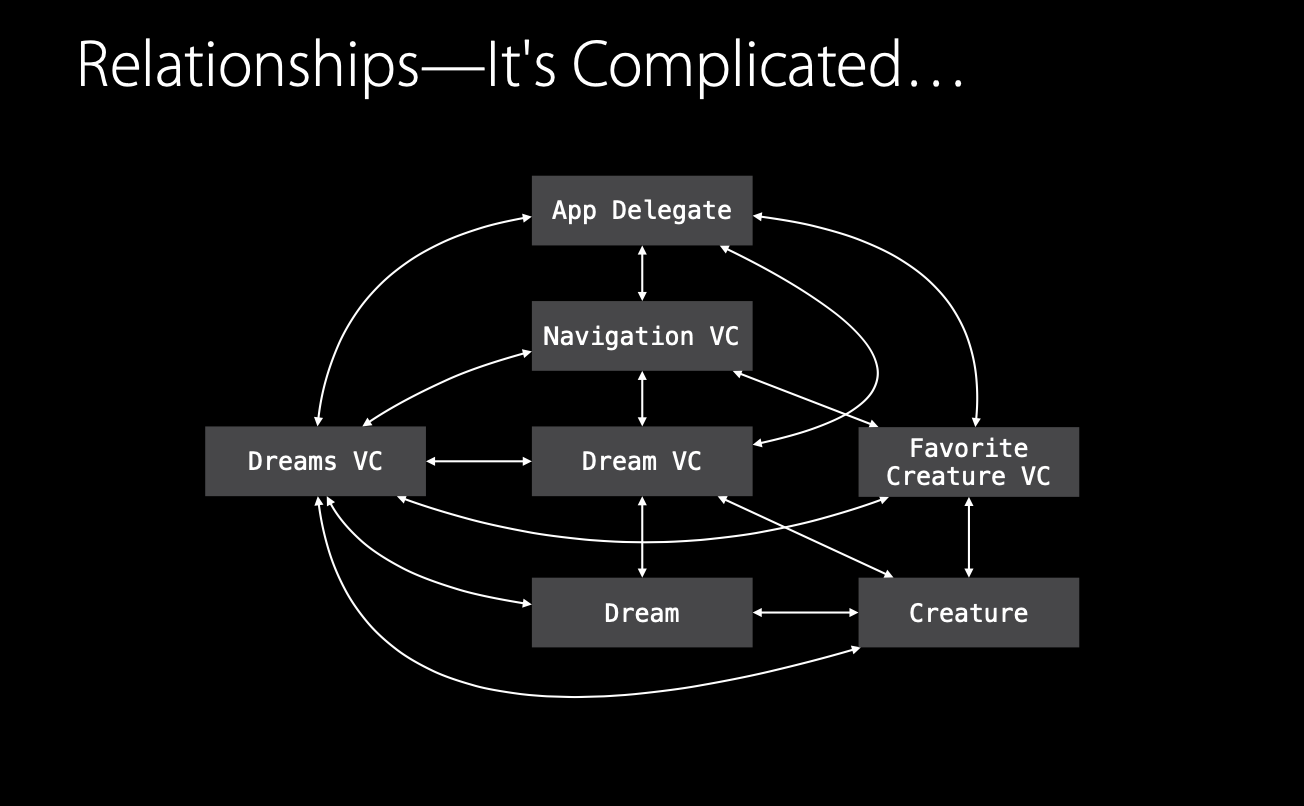 Relationships—It's Complicated…
App Delegate
Navigation VC
Dreams VC
Dream VC
Favorite
Creature VC
Dream
Creature